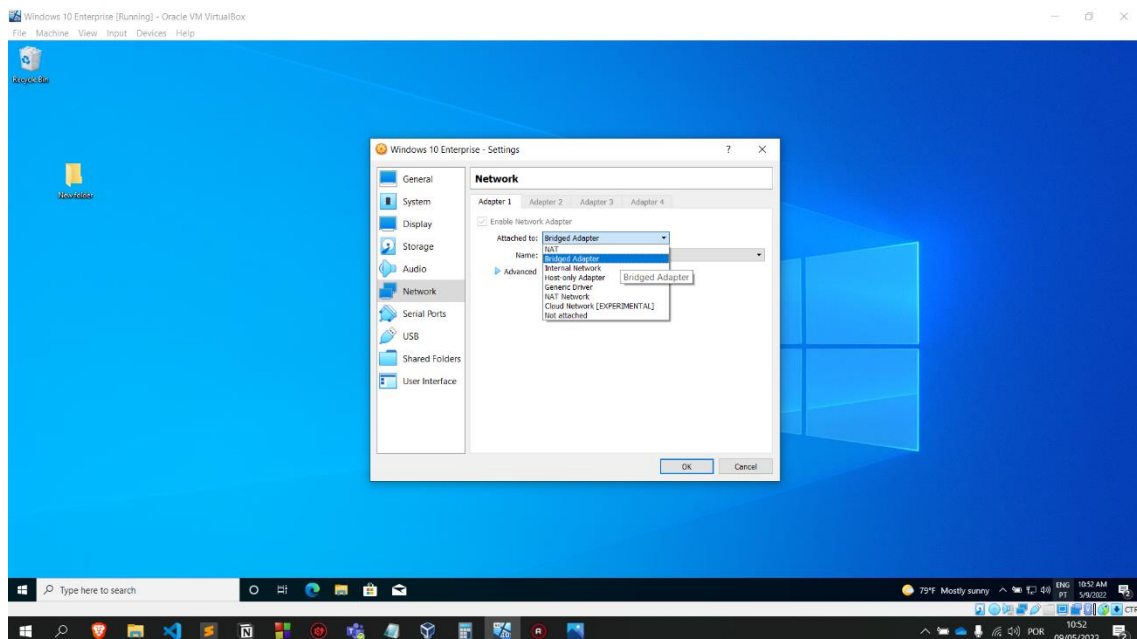 Windows 10 Enterprise [Running] - Oracle VM VirtualBox
File Machine View Input Devices Help
Recycle Bin
New folder
Windows 10 Enterprise - Settings
?
General
System
Display
Storage
Audio
Network
Serial Ports
USB
Shared Folders
User Interface
Network
Adapter 1 Adapter 2 Adapter 3 Adapter 4
Enable Network Adapter
Attached to: Bridged Adapter
Name:
Advanced
NAT
Bridged Adapter
Internal Network
Host-only Adapter
Generic Driver
NAT Network
Cloud Network [EXPERIMENTAL]
Not attached
Bridged Adapter
OK Cancel
Type here to search
79°F Mostly sunny
ENG
PT
10:52 AM
5/9/2022
CTR
POR
10:52
09/05/2022